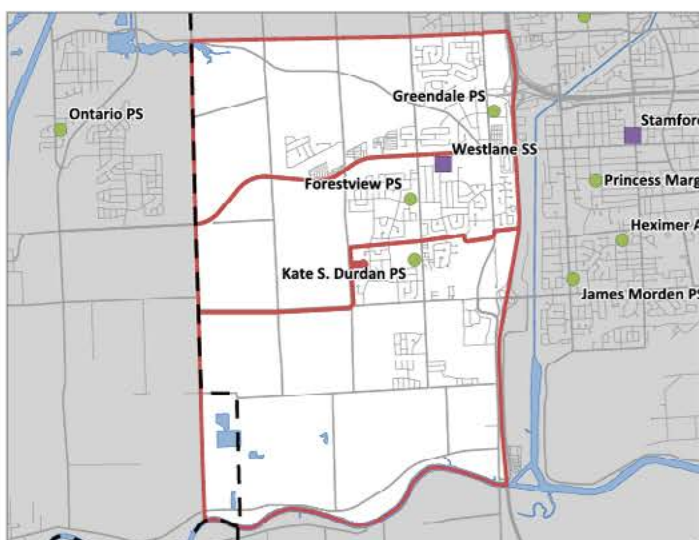 Greendale PS
Ontario PS
Stamford
Westlane SS
Princess Marg
Forestview PS
Heximer A
Kate S. Durdan PS
James Morden PS